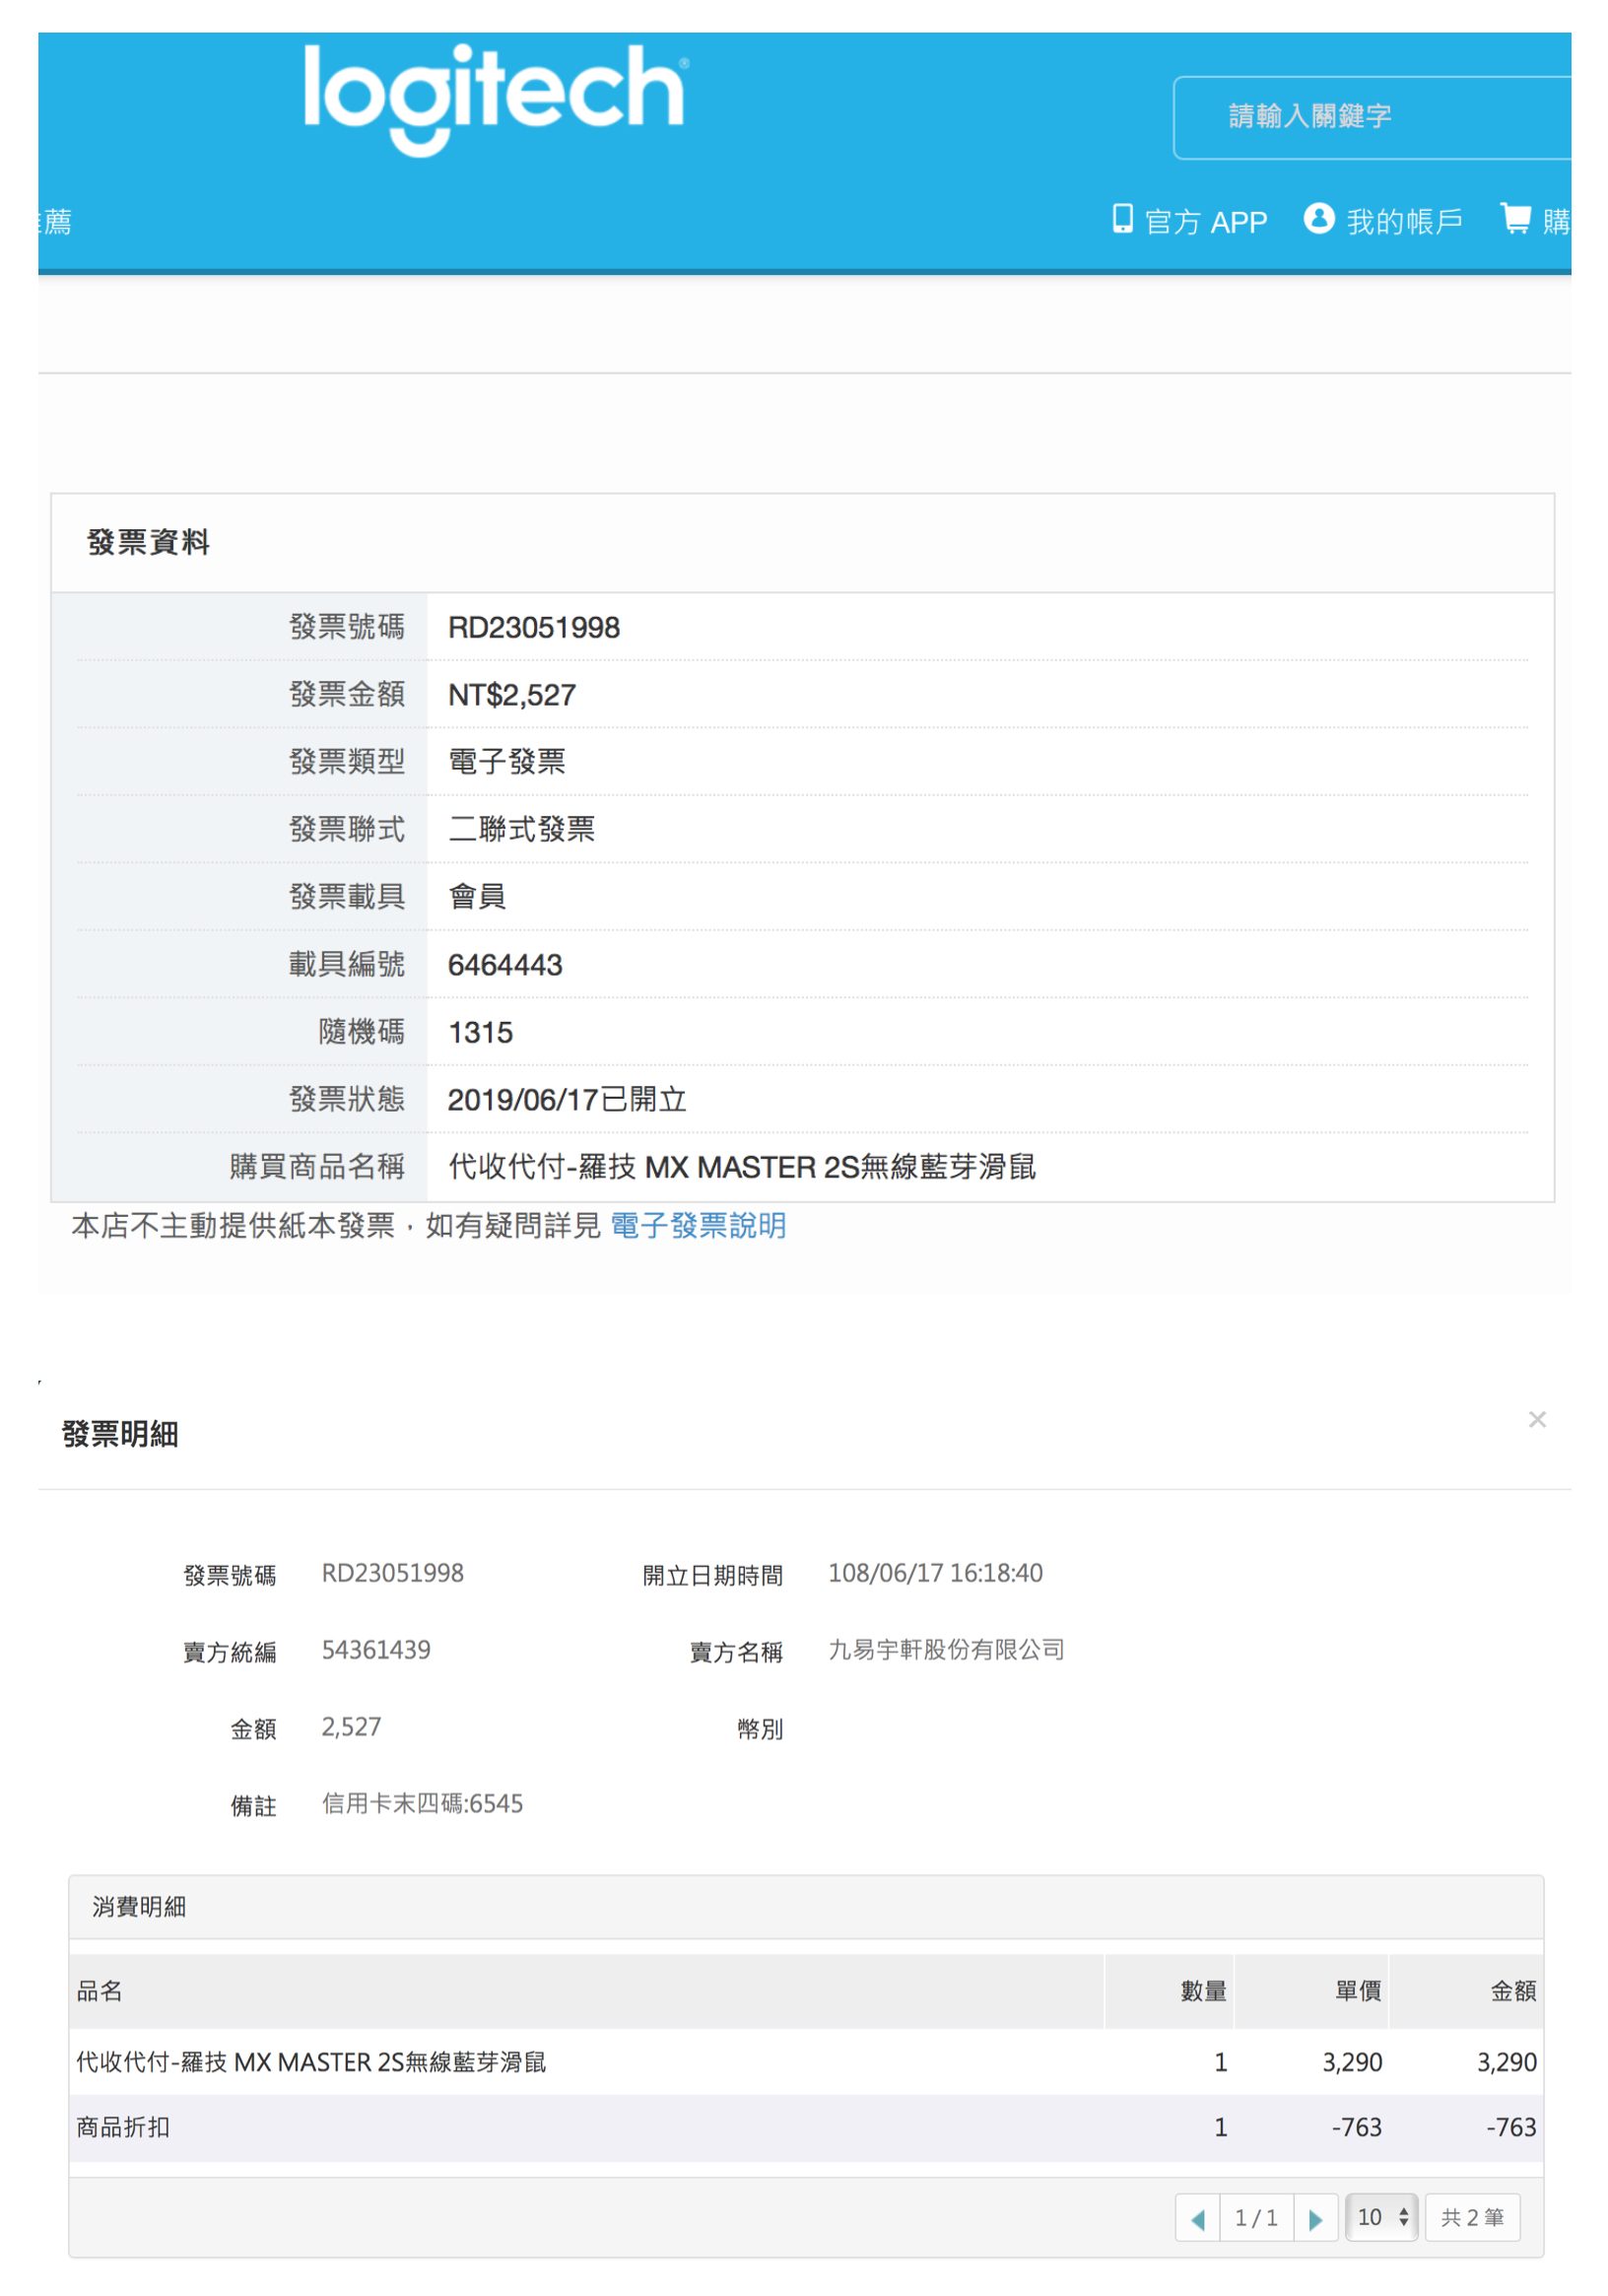 logitech®
請輸入關鍵字
薦
官方 APP 我的帳戶 購
發票資料
發票號碼 RD23051998
發票金額 NT$2,527
發票類型 電子發票
發票聯式 二聯式發票
發票載具 會員
載具編號 6464443
隨機碼 1315
發票狀態 2019/06/17已開立
購買商品名稱 代收代付-羅技 MX MASTER 2S無線藍芽滑鼠
本店不主動提供紙本發票，如有疑問詳見 電子發票說明
發票明細 ×
發票號碼 RD23051998 開立日期時間 108/06/17 16:18:40
賣方統編 54361439 賣方名稱 九易宇軒股份有限公司
金額 2,527 幣別
備註 信用卡末四碼:6545
消費明細
品名 數量 單價 金額
代收代付-羅技 MX MASTER 2S無線藍芽滑鼠 1 3,290 3,290
商品折扣 1 -763 -763
1 / 1 10 共 2 筆